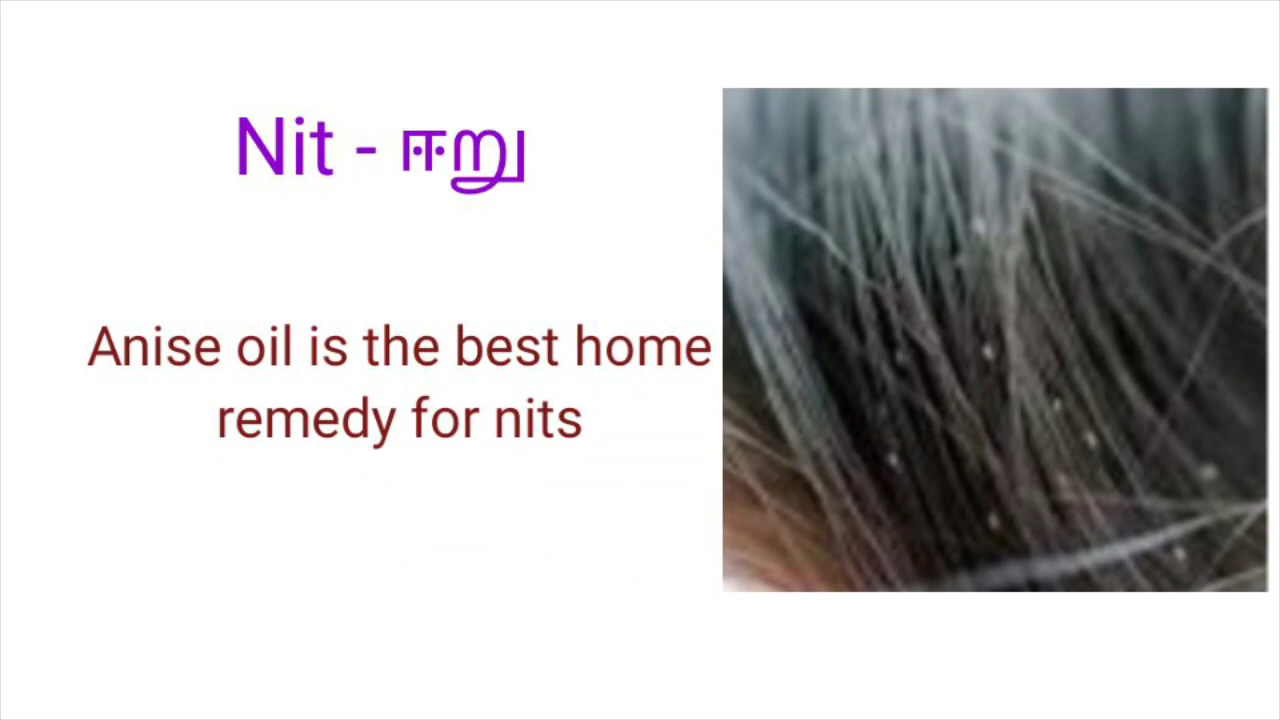 Nit - ஈறு
Anise oil is the best home
remedy for nits